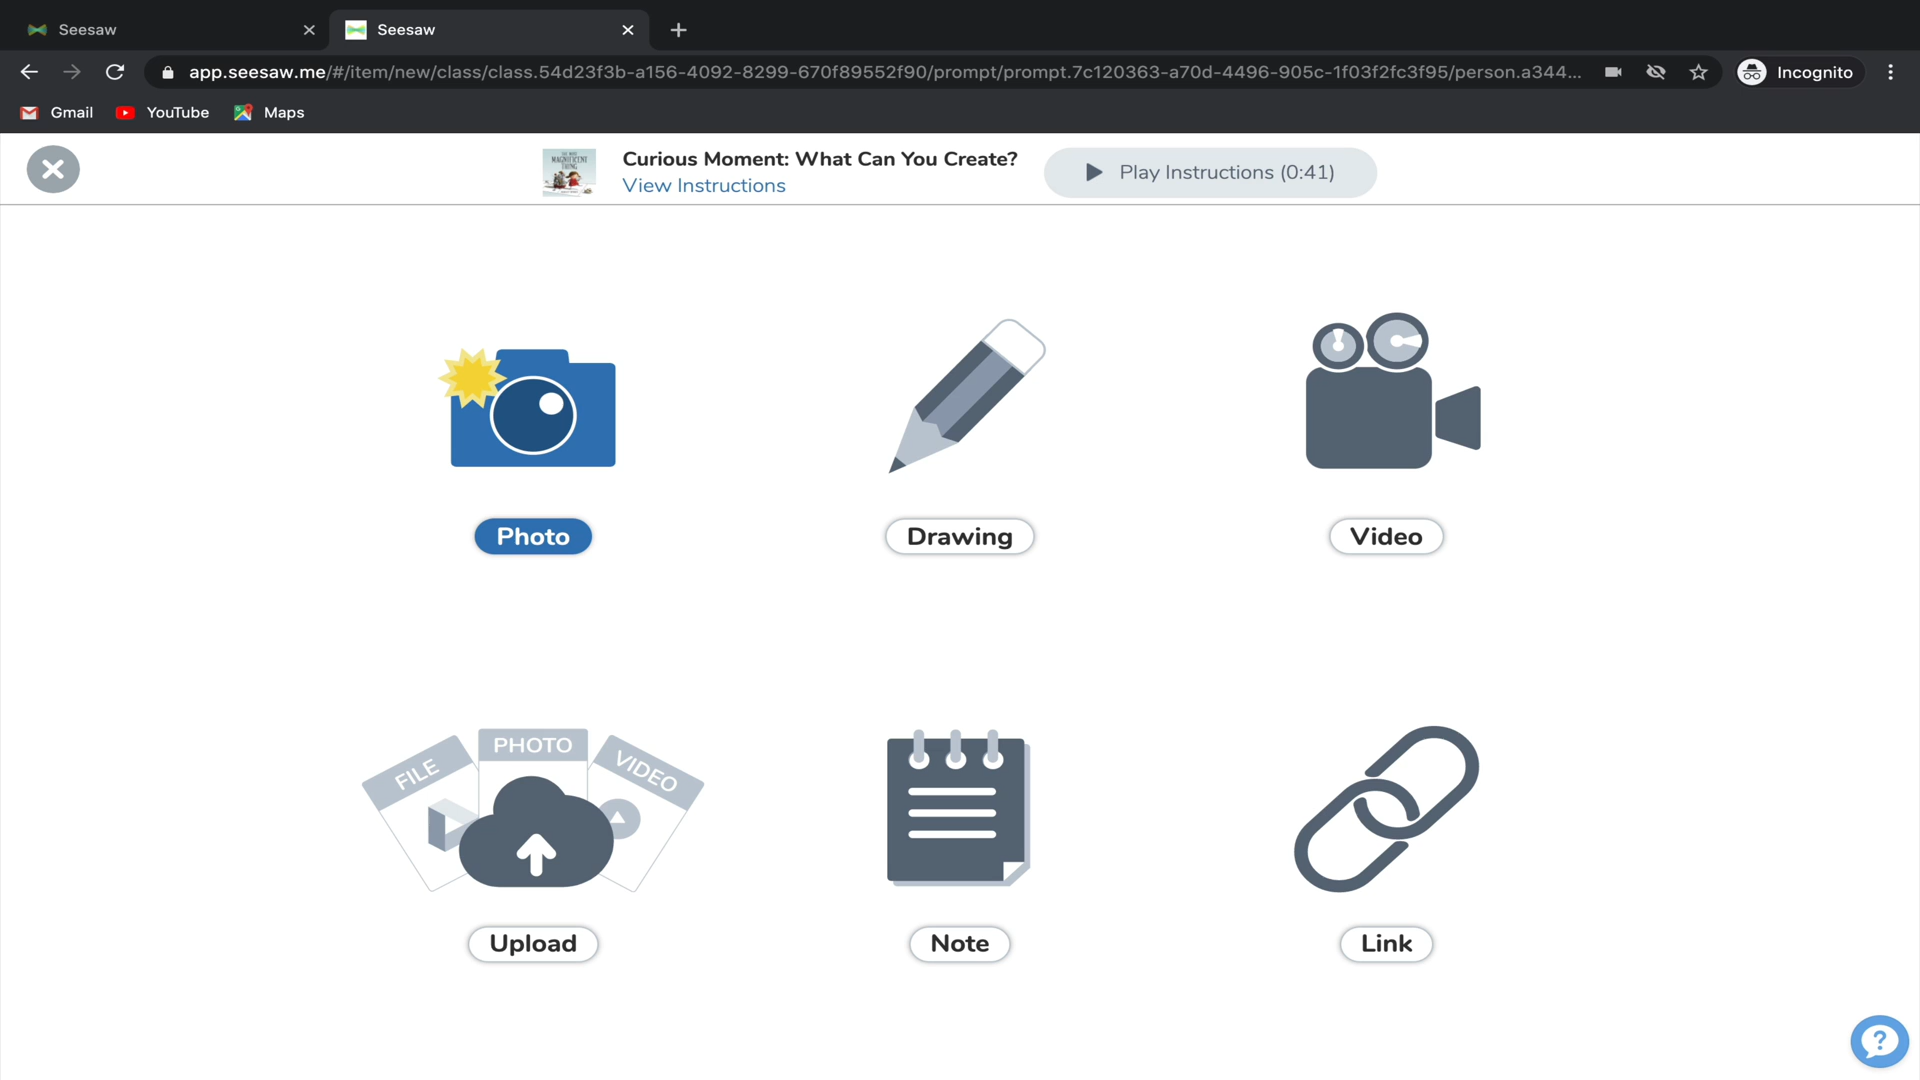 Seesaw
Seesaw
app.seesaw.me/#/item/new/class/class.54d23f3b-a156-4092-8299-670f89552f90/prompt/prompt.7c120363-a70d-4496-905c-1f03f2fc3f95/person.a344...
Incognito
Gmail
YouTube
Maps
MAGNIFICENT
THING
Curious Moment: What Can You Create?
View Instructions
Play Instructions (0:41)
Photo
Drawing
Video
FILE
PHOTO
VIDEO
Upload
Note
Link
?